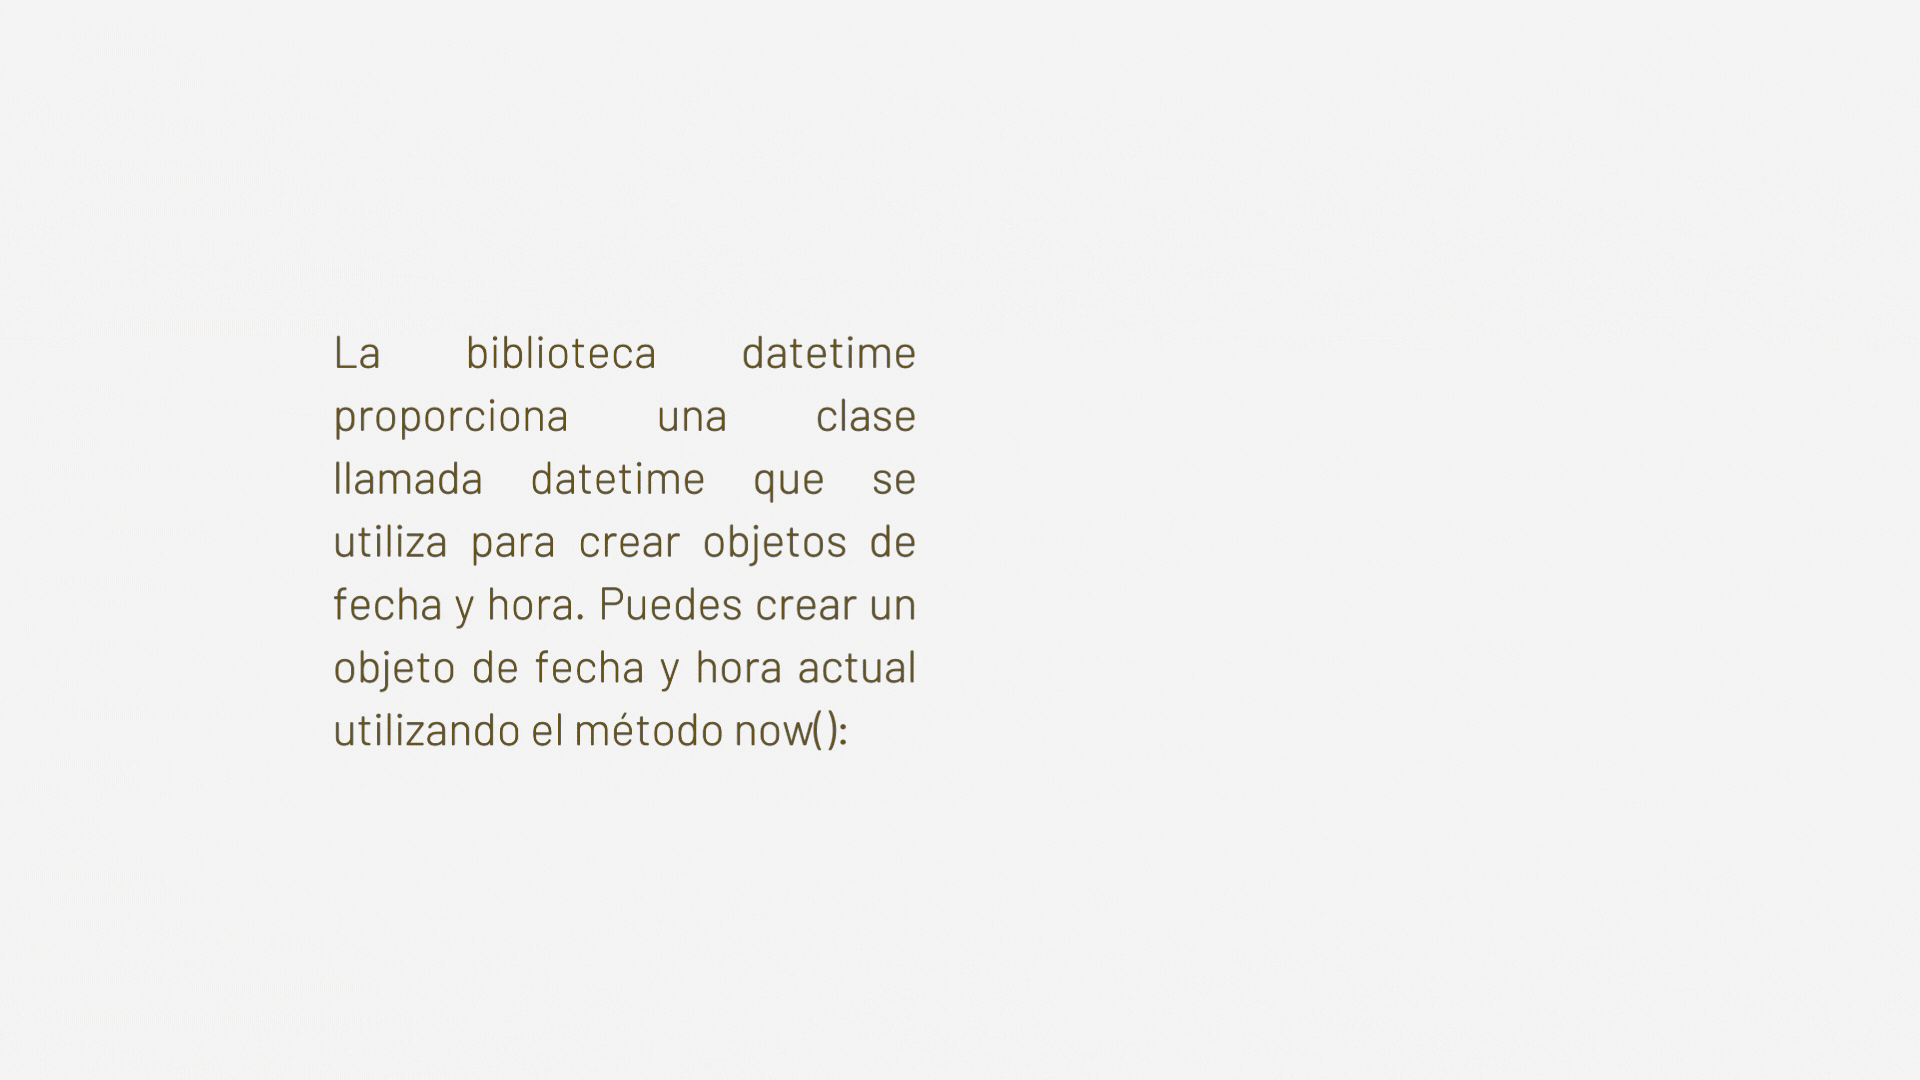 La biblioteca datetime
proporciona una clase
llamada datetime que se
utiliza para crear objetos de
fecha y hora. Puedes crear un
objeto de fecha y hora actual
utilizando el método now():